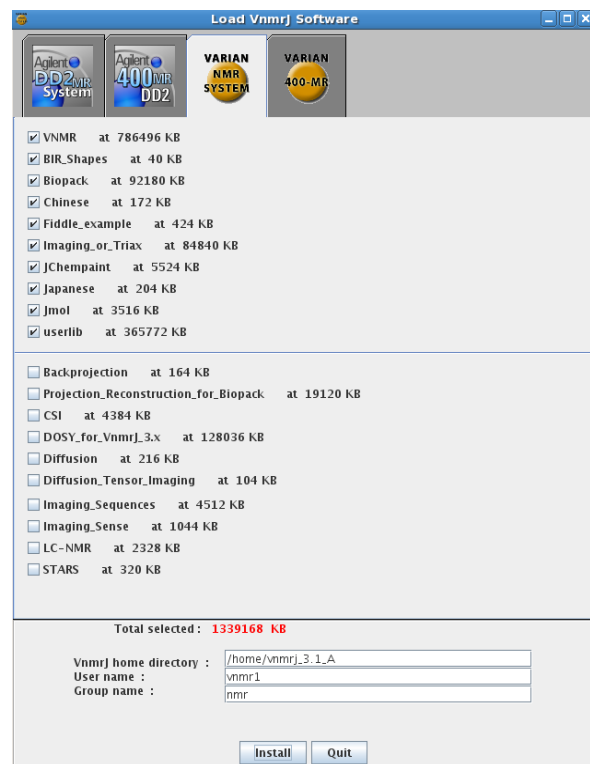 Load VnmrJ Software
Agilent
DD2MR
System
Agilent
400MR
DD2
VARIAN
NMR
SYSTEM
VARIAN
400-MR
VNMR at 786496 KB
BIR_Shapes at 40 KB
Biopack at 92180 KB
Chinese at 172 KB
Fiddle_example at 424 KB
Imaging_or_Triax at 84840 KB
JChempaint at 5524 KB
Japanese at 204 KB
Jmol at 3516 KB
userlib at 365772 KB
Backprojection at 164 KB
Projection_Reconstruction_for_Biopack at 19120 KB
CSI at 4384 KB
DOSY_for_VnmrJ_3.x at 128036 KB
Diffusion at 216 KB
Diffusion_Tensor_Imaging at 104 KB
Imaging_Sequences at 4512 KB
Imaging_Sense at 1044 KB
LC-NMR at 2328 KB
STARS at 320 KB
Total selected : 1339168 KB
VnmrJ home directory : /home/vnmrj_3.1_A
User name : vnmr1
Group name : nmr
Install Quit